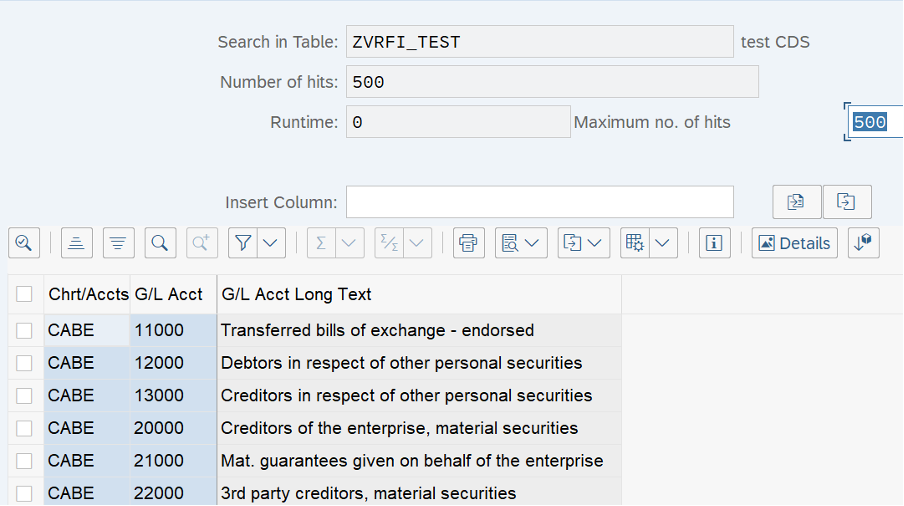 Search in Table: ZVRFI_TEST test CDS
Number of hits: 500
Runtime: 0 Maximum no. of hits 500
Insert Column:
Σ Σ/Σ i Details
Chrt/Accts G/L Acct G/L Acct Long Text
CABE 11000 Transferred bills of exchange - endorsed
CABE 12000 Debtors in respect of other personal securities
CABE 13000 Creditors in respect of other personal securities
CABE 20000 Creditors of the enterprise, material securities
CABE 21000 Mat. guarantees given on behalf of the enterprise
CABE 22000 3rd party creditors, material securities